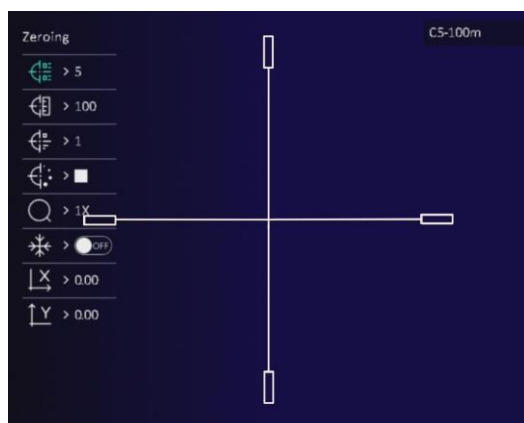 Zeroing
C5-100m
> 5
> 100
> 1
>
> 1X
> OFF
X > 0.00
Y > 0.00